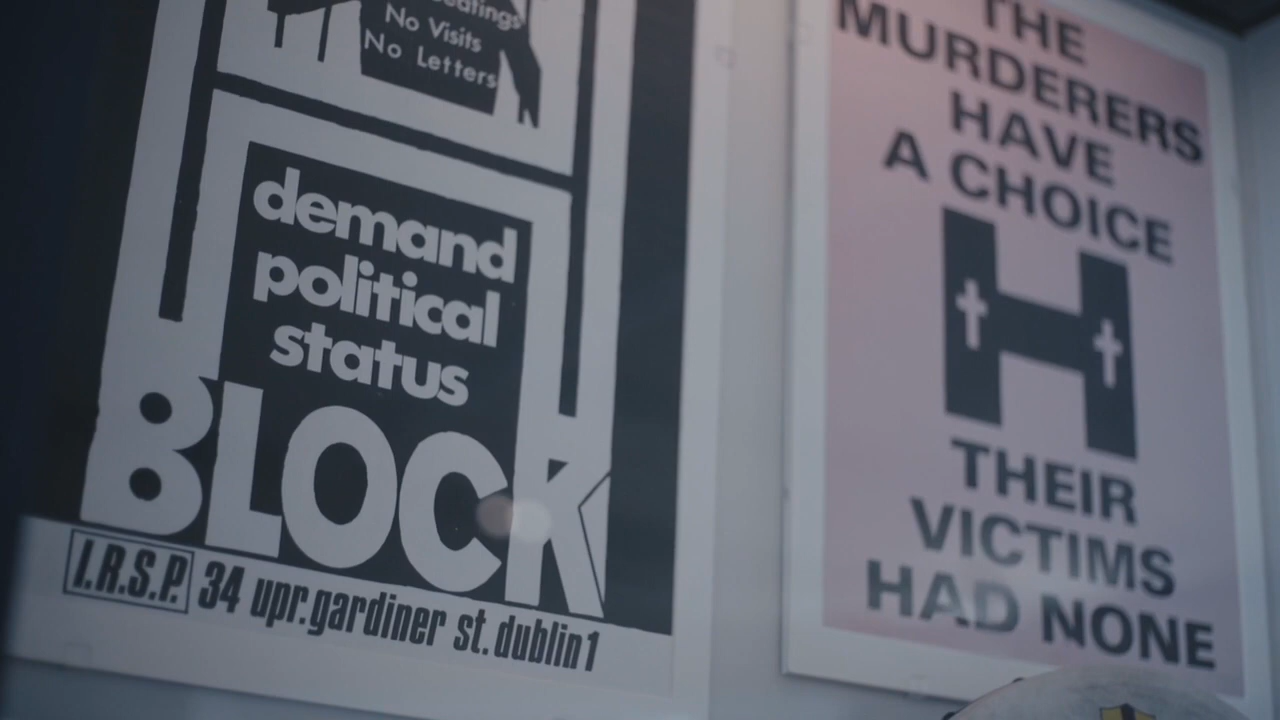 No Visits
No Letters
demand
political
status
BLOCK
I.R.S.P. 34 upr.gardiner st.dublin1
THE
MURDERERS
HAVE
A CHOICE
H
THEIR
VICTIMS
HAD NONE